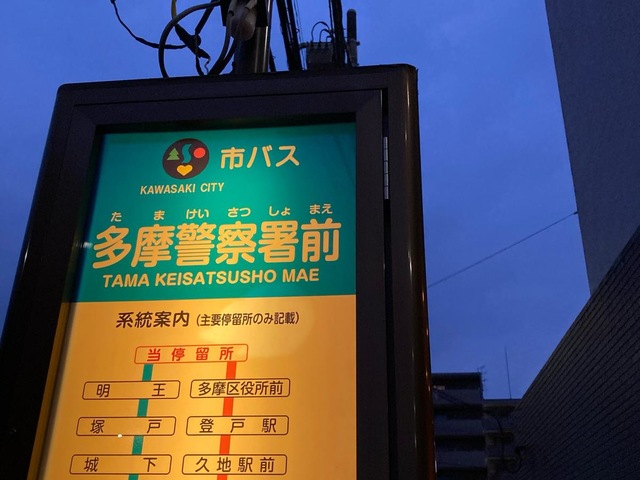 市バス
KAWASAKI CITY
た ま けい さつ しょ まえ
多摩警察署前
TAMA KEISATSUSHO MAE
系統案内(主要停留所のみ記載)
当停留所
明王 多摩区役所前
塚戸 登戸駅
城下 久地駅前